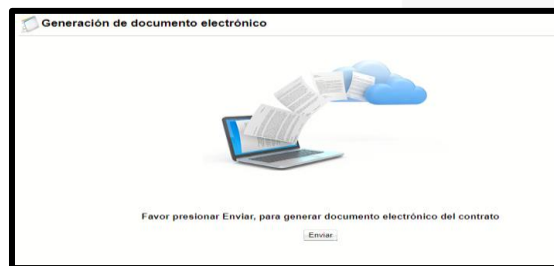 Generación de documento electrónico
Favor presionar Enviar, para generar documento electrónico del contrato
Enviar